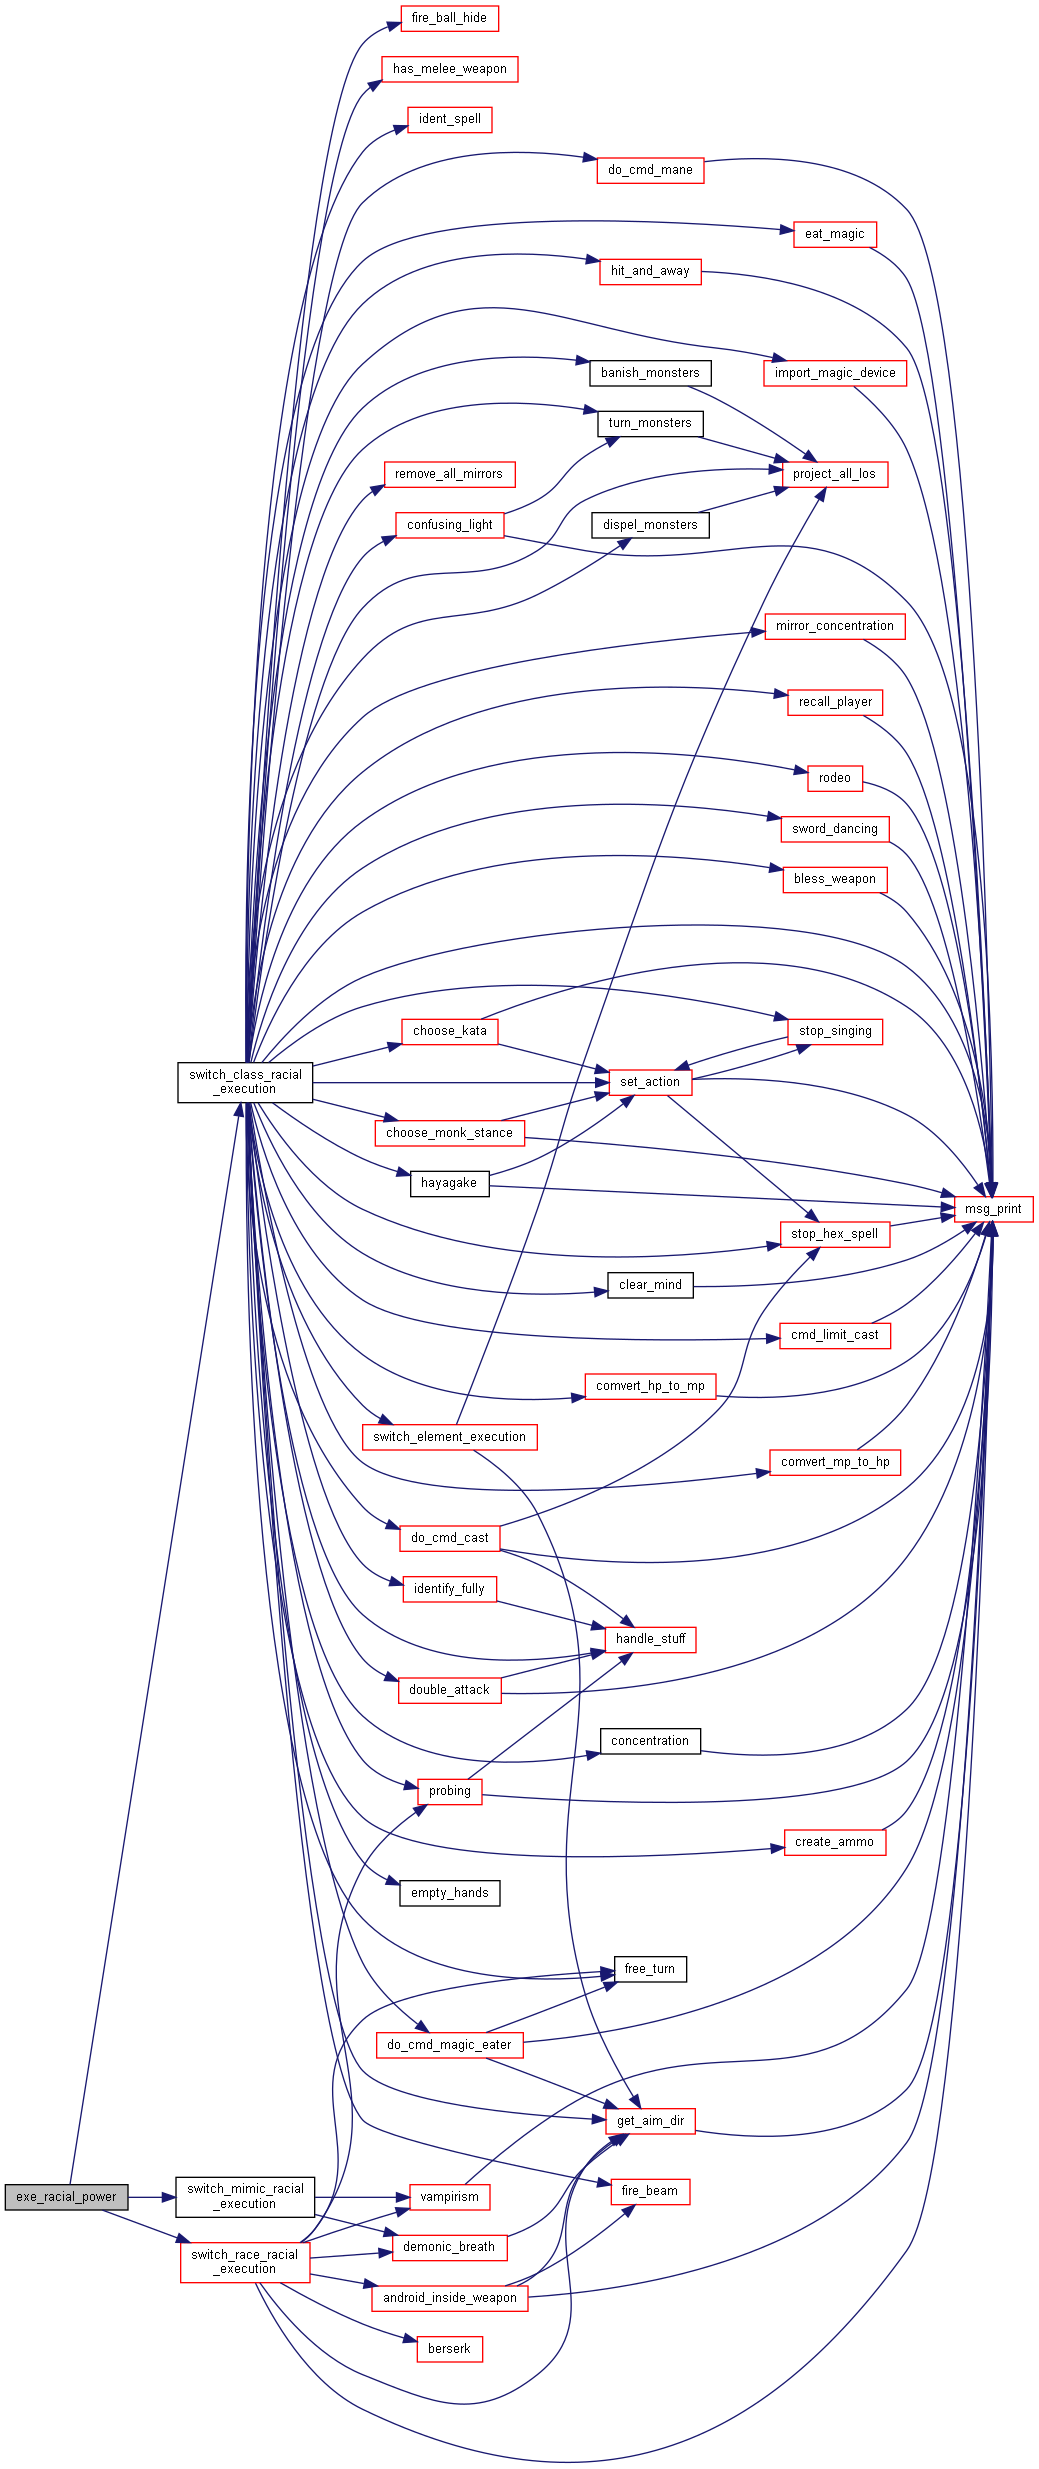 fire_ball_hide
has_melee_weapon
ident_spell
do_cmd_mane
eat_magic
hit_and_away
banish_monsters
import_magic_device
turn_monsters
remove_all_mirrors
project_all_los
confusing_light
dispel_monsters
mirror_concentration
recall_player
rodeo
sword_dancing
bless_weapon
choose_kata
stop_singing
switch_class_racial
_execution
set_action
choose_monk_stance
hayagake
msg_print
stop_hex_spell
clear_mind
cmd_limit_cast
comvert_hp_to_mp
switch_element_execution
comvert_mp_to_hp
do_cmd_cast
identify_fully
handle_stuff
double_attack
concentration
probing
create_ammo
empty_hands
free_turn
do_cmd_magic_eater
get_aim_dir
exe_racial_power
switch_mimic_racial
_execution
vampirism
fire_beam
demonic_breath
switch_race_racial
_execution
android_inside_weapon
berserk